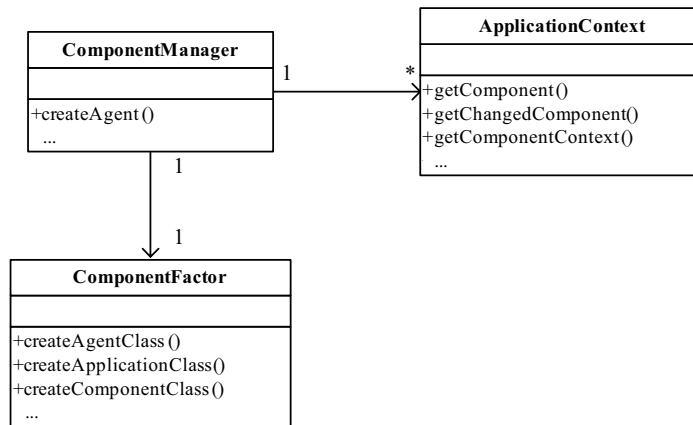 ComponentManager
+createAgent()
...
1
*
ApplicationContext
+getComponent()
+getChangedComponent()
+getComponentContext()
...
1
1
ComponentFactor
+createAgentClass()
+createApplicationClass()
+createComponentClass()
...